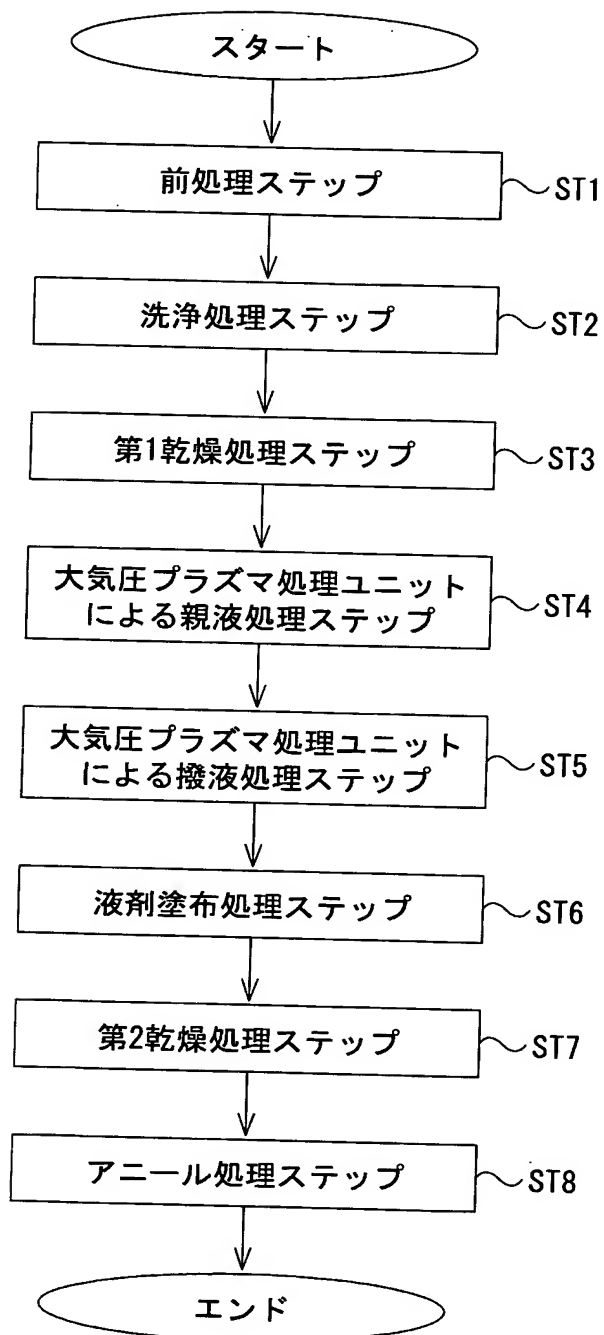 スタート
前処理ステップ
ST1
洗浄処理ステップ
ST2
第1乾燥処理ステップ
ST3
大気圧プラズマ処理ユニット
による親液処理ステップ
ST4
大気圧プラズマ処理ユニット
による撥液処理ステップ
ST5
液剤塗布処理ステップ
ST6
第2乾燥処理ステップ
ST7
アニール処理ステップ
ST8
エンド